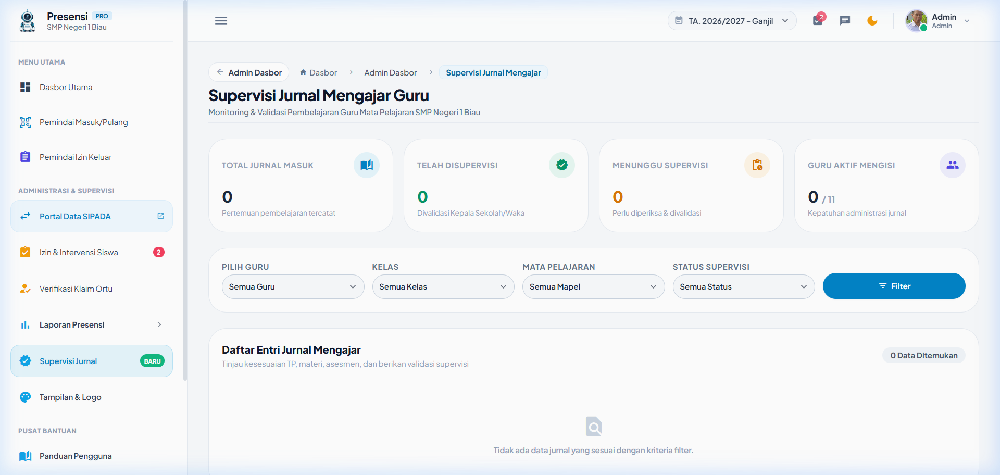 Presensi PRO
SMP Negeri 1 Biau
MENU UTAMA
Dasbor Utama
Pemindai Masuk/Pulang
Pemindai Izin Keluar
ADMINISTRASI & SUPERVISI
Portal Data SIPADA
Izin & Intervensi Siswa 2
Verifikasi Klaim Ortu
Laporan Presensi
Supervisi Jurnal BARU
Tampilan & Logo
PUSAT BANTUAN
Panduan Pengguna
TA. 2026/2027 - Ganjil
2
Admin
Admin
Admin Dasbor
Dasbor > Admin Dasbor > Supervisi Jurnal Mengajar
Supervisi Jurnal Mengajar Guru
Monitoring & Validasi Pembelajaran Guru Mata Pelajaran SMP Negeri 1 Biau
TOTAL JURNAL MASUK
0
Pertemuan pembelajaran tercatat
TELAH DISUPERVISI
0
Divalidasi Kepala Sekolah/Waka
MENUNGGU SUPERVISI
0
Perlu diperiksa & divalidasi
GURU AKTIF MENGISI
0 / 11
Kepatuhan administrasi jurnal
PILIH GURU
Semua Guru
KELAS
Semua Kelas
MATA PELAJARAN
Semua Mapel
STATUS SUPERVISI
Semua Status
Filter
Daftar Entri Jurnal Mengajar
Tinjau kesesuaian TP, materi, asesmen, dan berikan validasi supervisi
0 Data Ditemukan
Tidak ada data jurnal yang sesuai dengan kriteria filter.